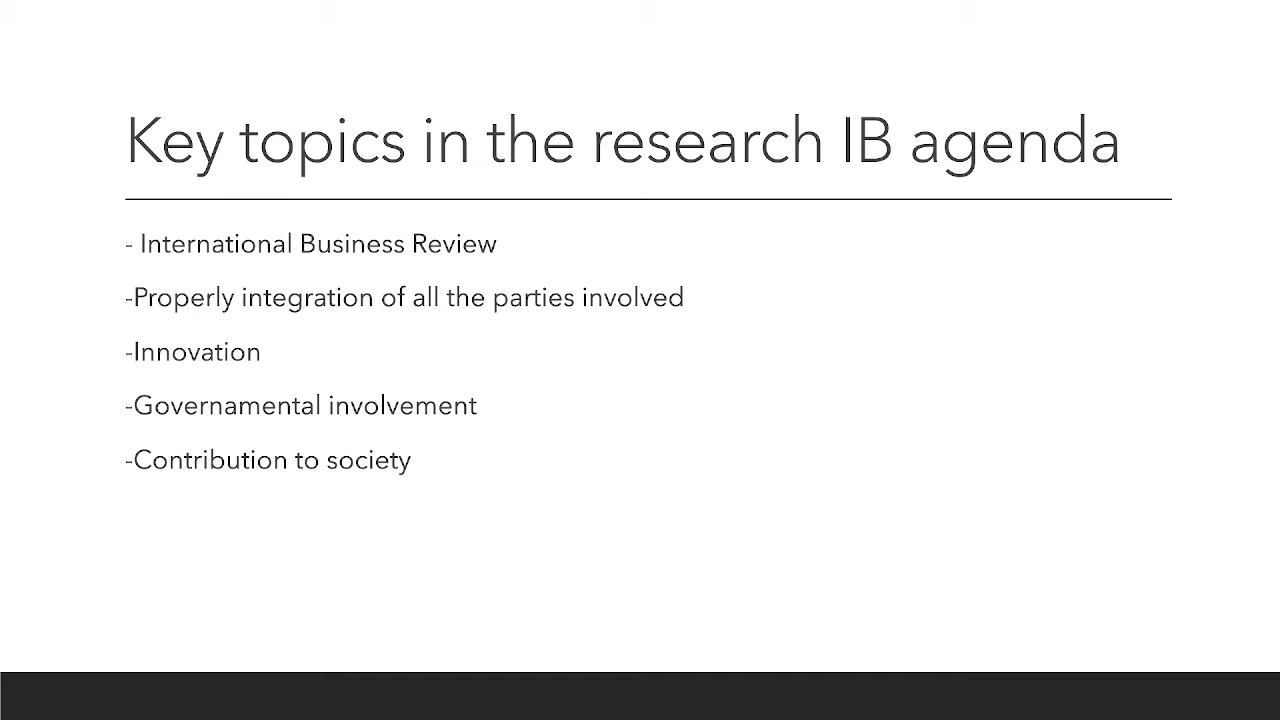 Key topics in the research IB agenda
- International Business Review
-Properly integration of all the parties involved
-Innovation
-Governamental involvement
-Contribution to society